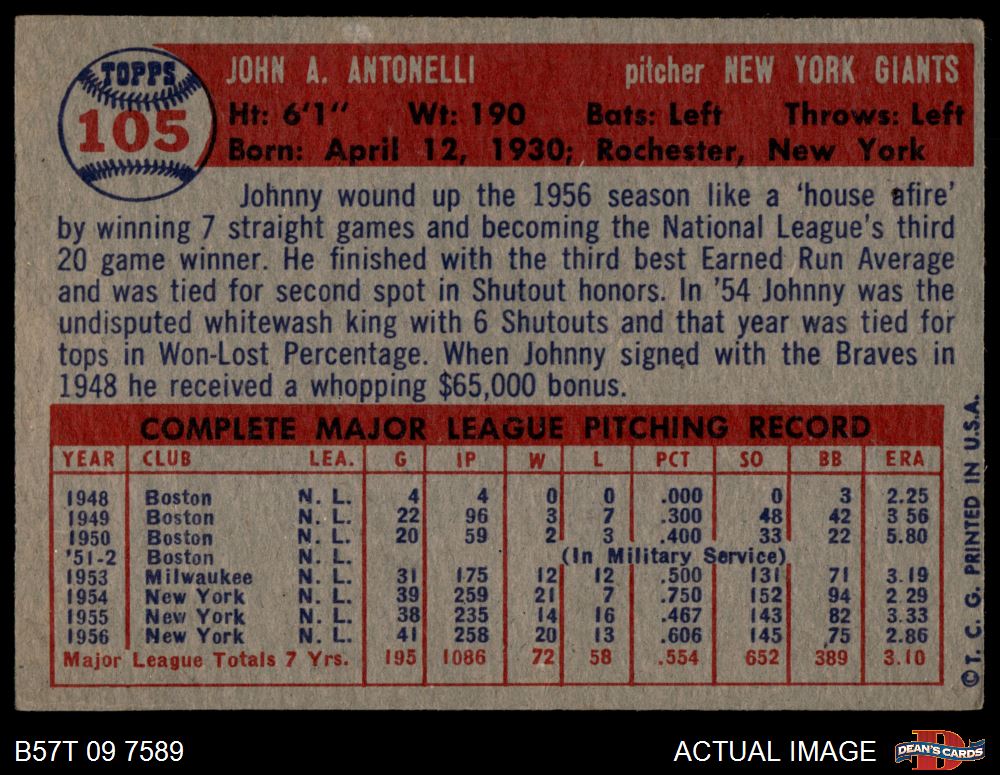 TOPPS
105
JOHN A. ANTONELLI pitcher NEW YORK GIANTS
Ht: 6'1" Wt: 190 Bats: Left Throws: Left
Born: April 12, 1930; Rochester, New York
Johnny wound up the 1956 season like a 'house afire'
by winning 7 straight games and becoming the National League's third
20 game winner. He finished with the third best Earned Run Average
and was tied for second spot in Shutout honors. In '54 Johnny was the
undisputed whitewash king with 6 Shutouts and that year was tied for
tops in Won-Lost Percentage. When Johnny signed with the Braves in
1948 he received a whopping $65,000 bonus.
COMPLETE MAJOR LEAGUE PITCHING RECORD
YEAR CLUB LEA. G IP W L PCT SO BB ERA
1948 Boston N. L. 4 4 0 0 .000 0 3 2.25
1949 Boston N. L. 22 96 3 7 .300 48 42 3 56
1950 Boston N. L. 20 59 2 3 .400 33 22 5.80
'51-2 Boston N. L. (In Military Service)
1953 Milwaukee N. L. 31 175 12 12 .500 131 71 3.19
1954 New York N. L. 39 259 21 7 .750 152 94 2.29
1955 New York N. L. 38 235 14 16 .467 143 82 3.33
1956 New York N. L. 41 258 20 13 .606 145 75 2.86
Major League Totals 7 Yrs. 195 1086 72 58 .554 652 389 3.10
©T. C. G. PRINTED IN U.S.A.
B57T 09 7589 ACTUAL IMAGE DEAN'S CARDS